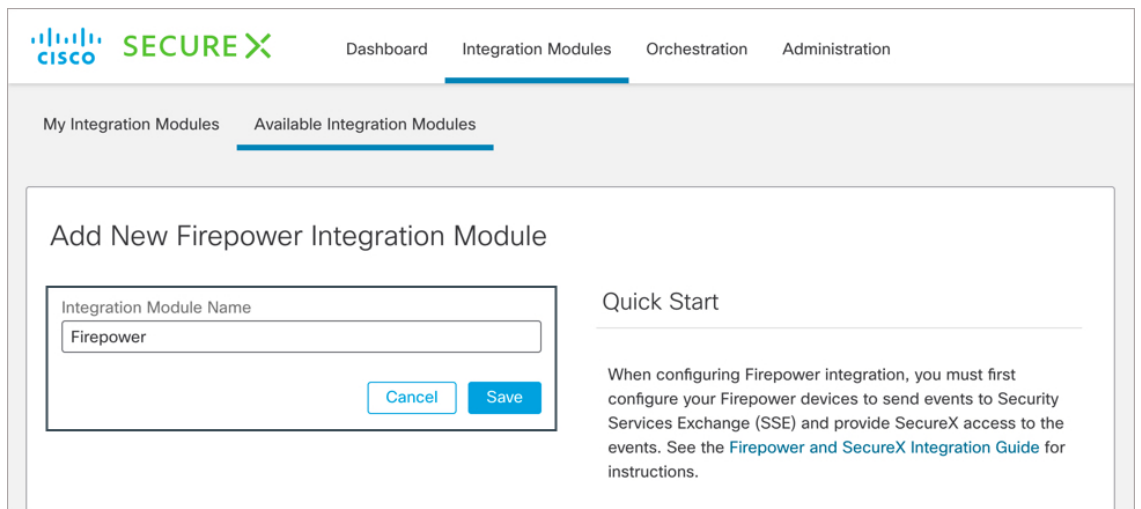 CISCO SECURE X Dashboard Integration Modules Orchestration Administration
My Integration Modules Available Integration Modules
Add New Firepower Integration Module
Integration Module Name
Firepower
Cancel Save
Quick Start
When configuring Firepower integration, you must first
configure your Firepower devices to send events to Security
Services Exchange (SSE) and provide SecureX access to the
events. See the Firepower and SecureX Integration Guide for
instructions.